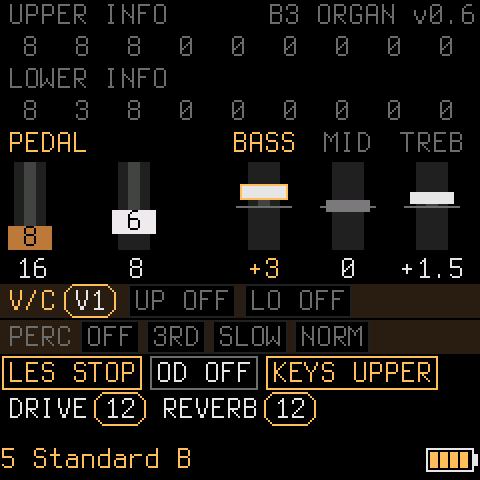 UPPER INFO B3 ORGAN v0.6
8 8 8 0 0 0 0 0 0
LOWER INFO
8 3 8 0 0 0 0 0 0
PEDAL BASS MID TREB
8 6
16 8 +3 0 +1.5
V/C V1 UP OFF LO OFF
PERC OFF 3RD SLOW NORM
LES STOP OD OFF KEYS UPPER
DRIVE 12 REVERB 12
5 Standard B